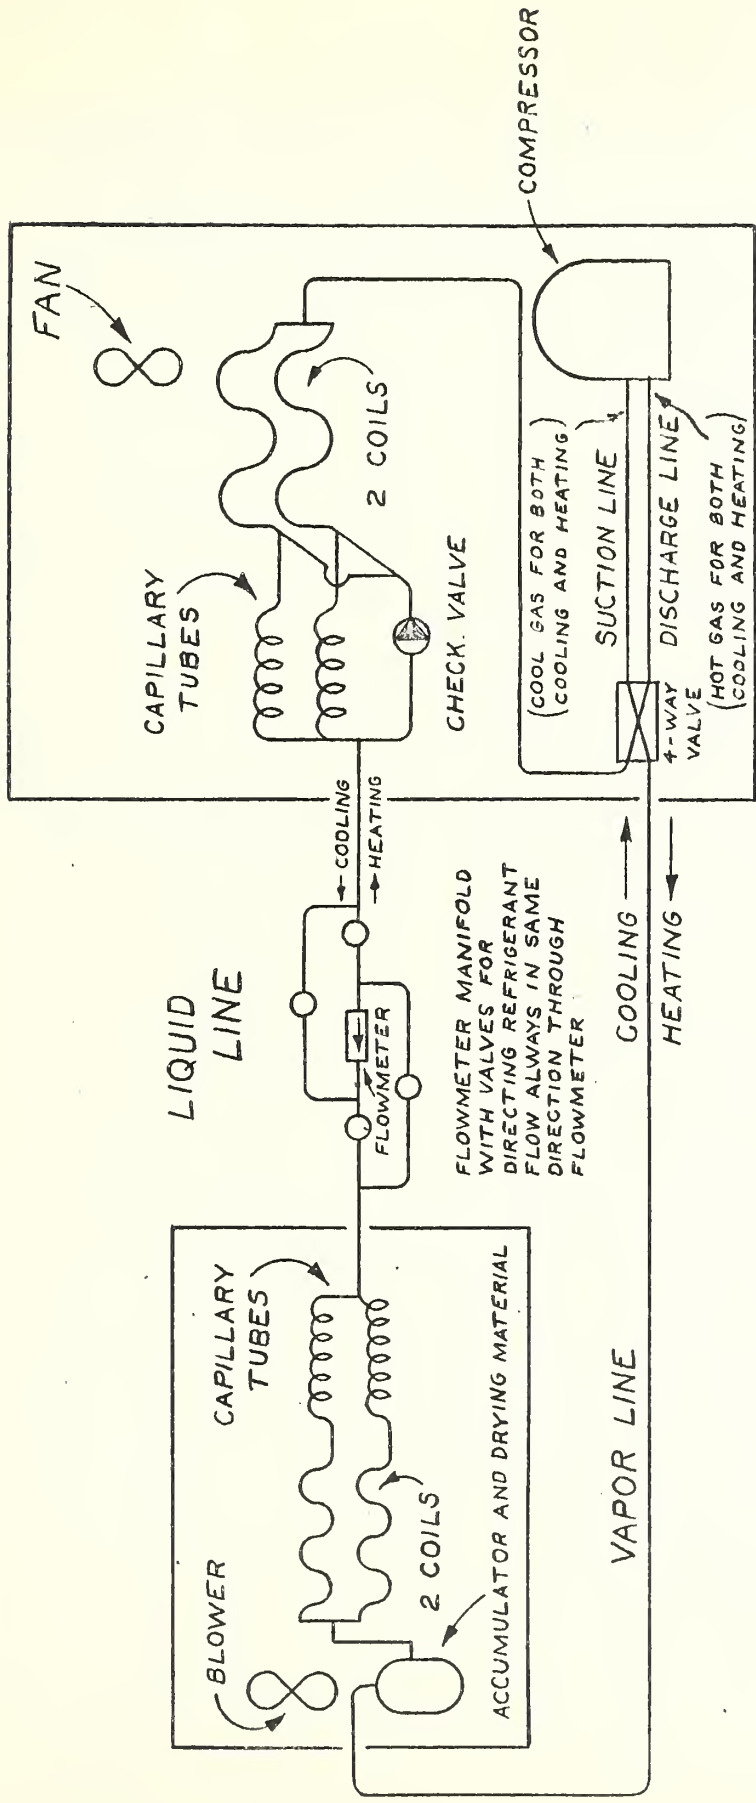 FAN
COMPRESSOR
CAPILLARY
TUBES
2 COILS
CHECK. VALVE
(COOL GAS FOR BOTH
COOLING AND HEATING)
SUCTION LINE
DISCHARGE LINE
(HOT GAS FOR BOTH
COOLING AND HEATING)
4-WAY
VALVE
LIQUID
LINE
COOLING
HEATING
FLOWMETER
FLOWMETER MANIFOLD
WITH VALVES FOR
DIRECTING REFRIGERANT
FLOW ALWAYS IN SAME
DIRECTION THROUGH
FLOWMETER
COOLING
HEATING
BLOWER
CAPILLARY
TUBES
2 COILS
ACCUMULATOR AND DRYING MATERIAL
VAPOR LINE